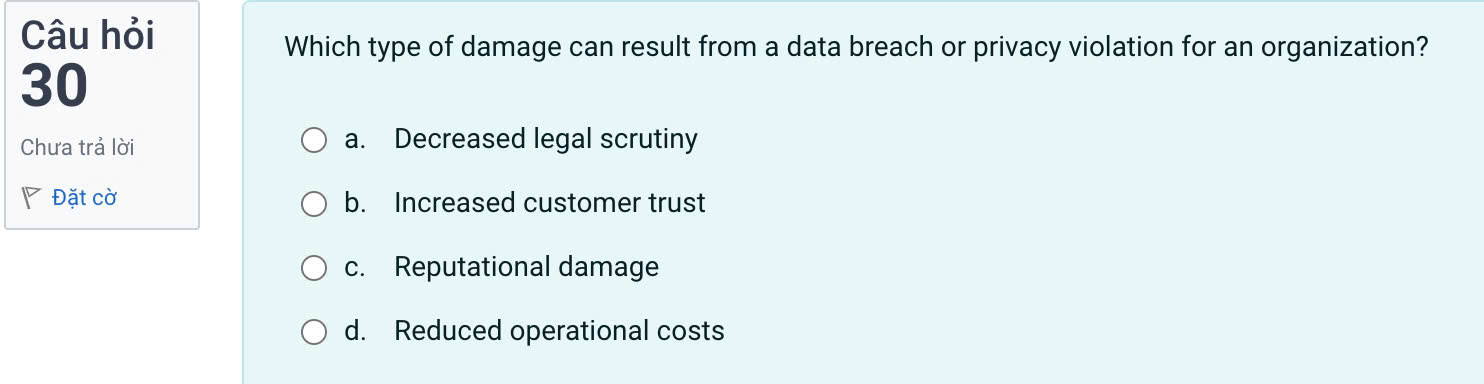 Câu hỏi
30
Chưa trả lời
Đặt cờ
Which type of damage can result from a data breach or privacy violation for an organization?
a. Decreased legal scrutiny
b. Increased customer trust
c. Reputational damage
d. Reduced operational costs